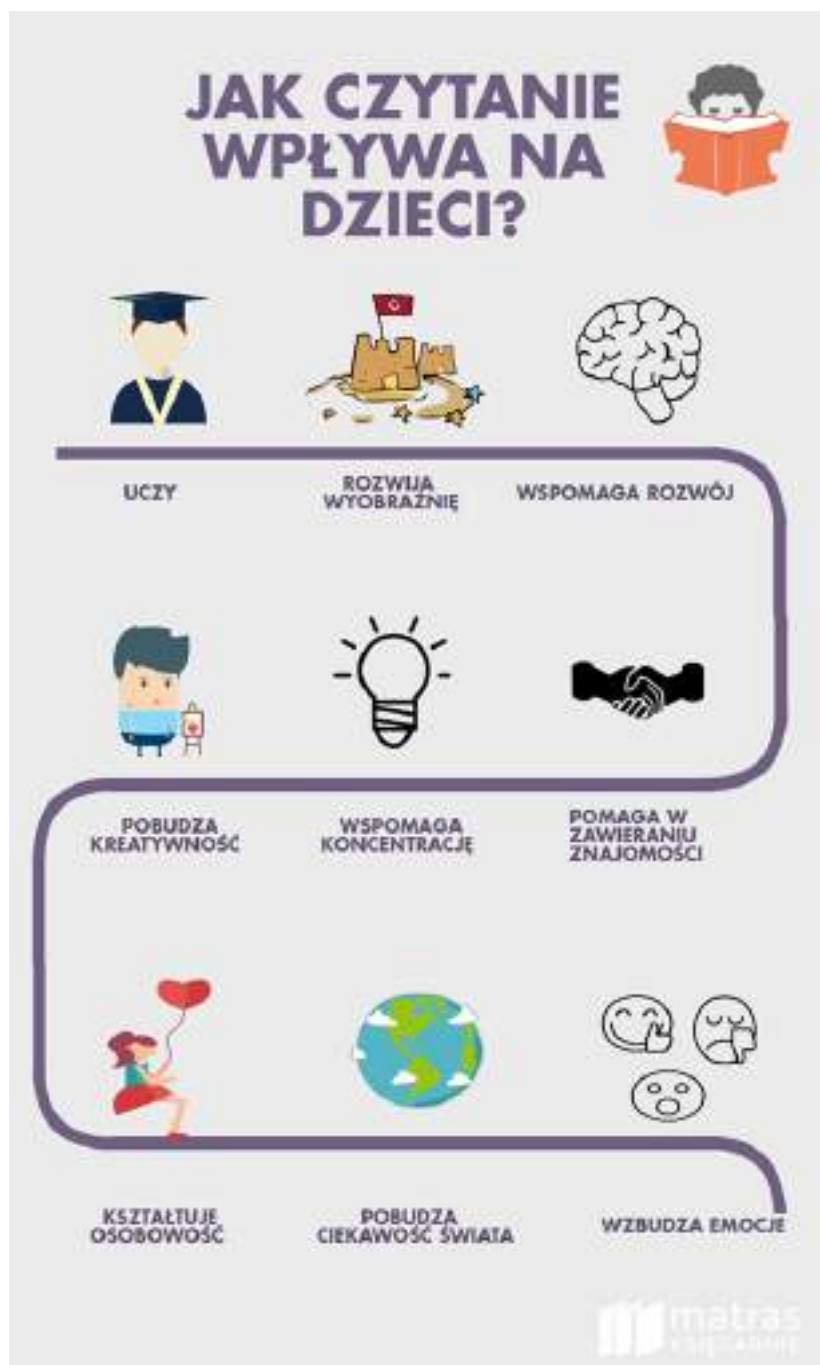 JAK CZYTANIE
WPŁYWA NA
DZIECI?
UCZY
ROZWIJA
WYOBRAŹNIĘ
WSPOMAGA ROZWÓJ
POBUDZA
KREATYWNOŚĆ
WSPOMAGA
KONCENTRACJĘ
POMAGA W
ZAWIERANIU
ZNAJOMOŚCI
KSZTAŁTUJE
OSOBOWOŚĆ
POBUDZA
CIEKAWOŚĆ ŚWIATA
WZBUDZA EMOCJE
matras
KSIĘGARNIE